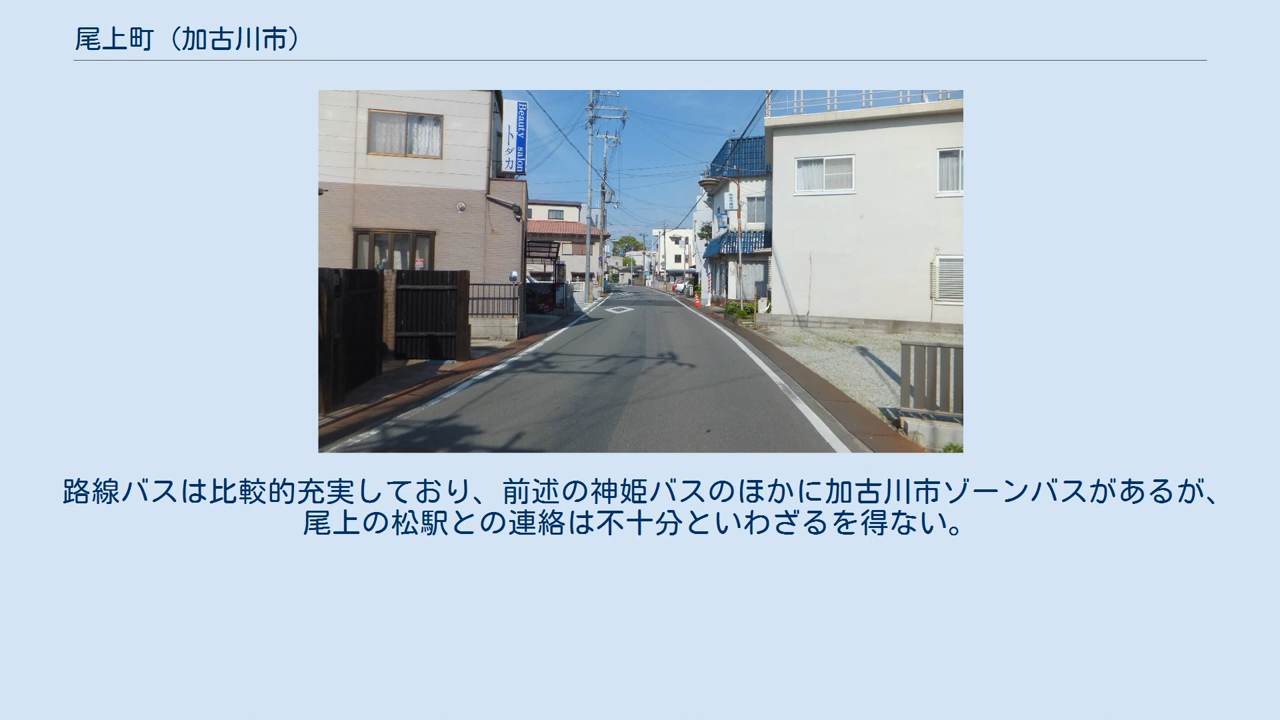 尾上町（加古川市）
Beauty salon
トダカ
路線バスは比較的充実しており、前述の神姫バスのほかに加古川市ゾーンバスがあるが、
尾上の松駅との連絡は不十分といわざるを得ない。